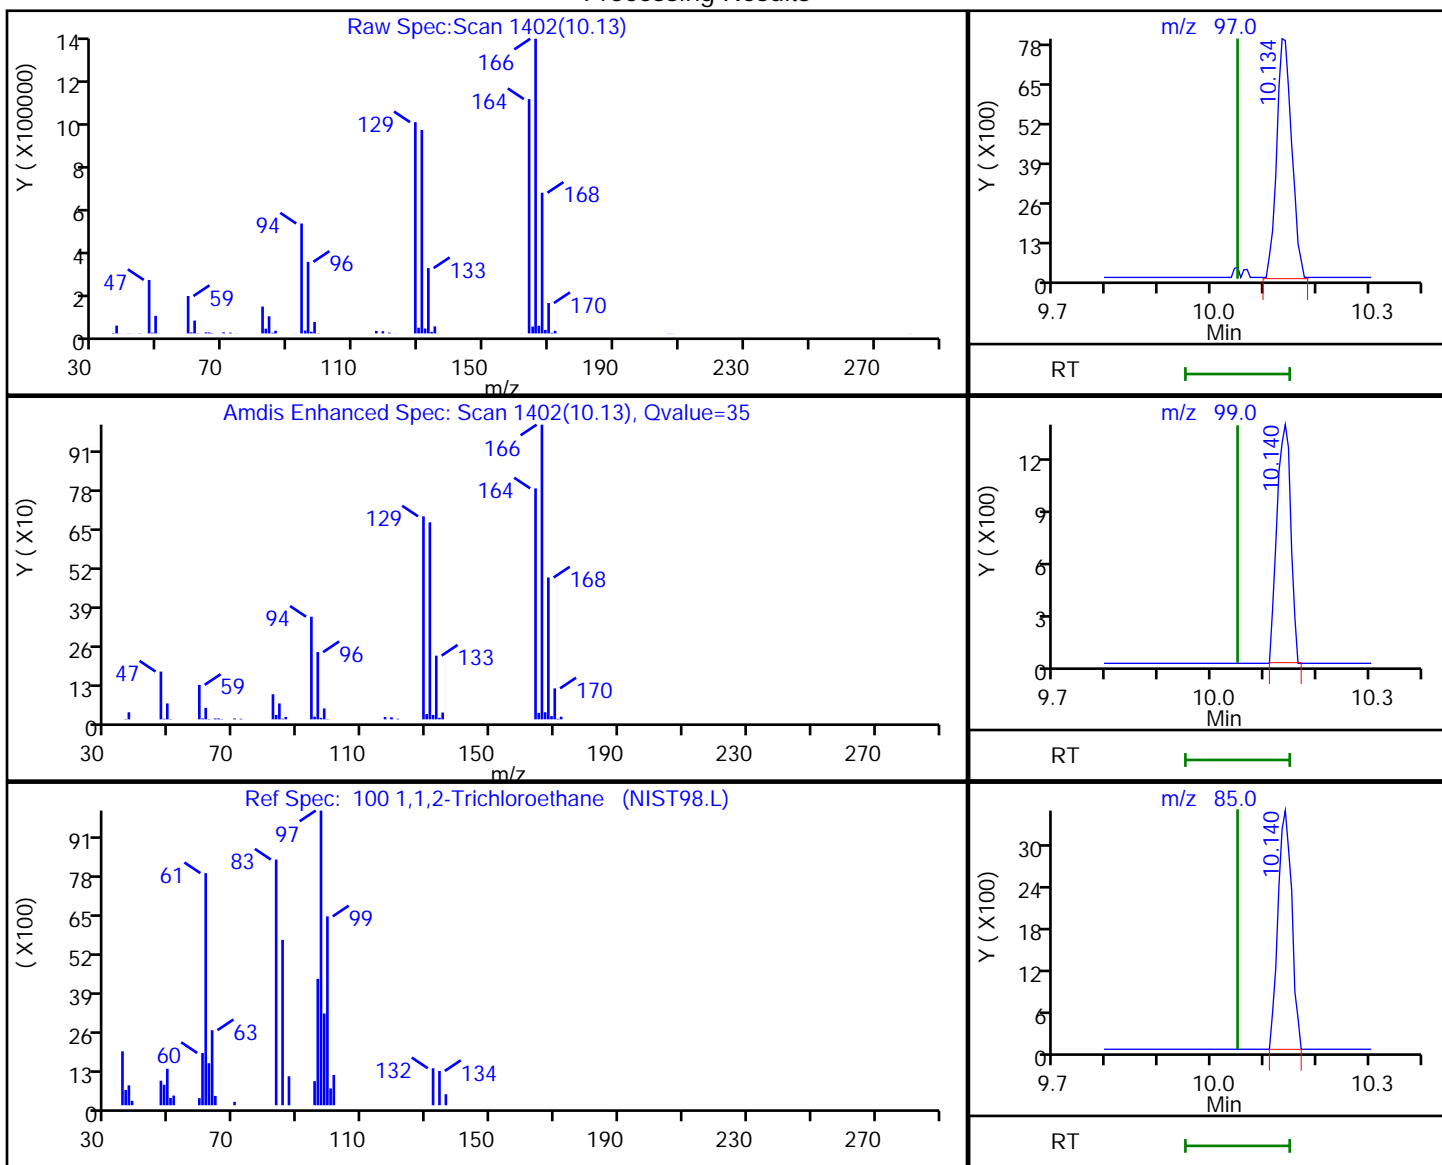 Processing Results
Raw Spec:Scan 1402(10.13)
Y ( X100000)
14
12
10
8
6
4
2
0
166
164
129
168
94
96
133
47
59
170
30 70 110 150 190 230 270
m/z
m/z 97.0
Y ( X100)
78
65
52
39
26
13
0
10.134
9.7 10.0 10.3
Min
RT
Amdis Enhanced Spec: Scan 1402(10.13), Qvalue=35
Y ( X10)
91
78
65
52
39
26
13
0
166
164
129
168
94
96
133
47
59
170
30 70 110 150 190 230 270
m/z
m/z 99.0
Y ( X100)
12
9
6
3
0
10.140
9.7 10.0 10.3
Min
RT
Ref Spec: 100 1,1,2-Trichloroethane (NIST98.L)
( X100)
91
78
65
52
39
26
13
0
97
83
61
99
63
60
132
134
30 70 110 150 190 230 270
m/z 85.0
Y ( X100)
30
24
18
12
6
0
10.140
9.7 10.0 10.3
Min
RT